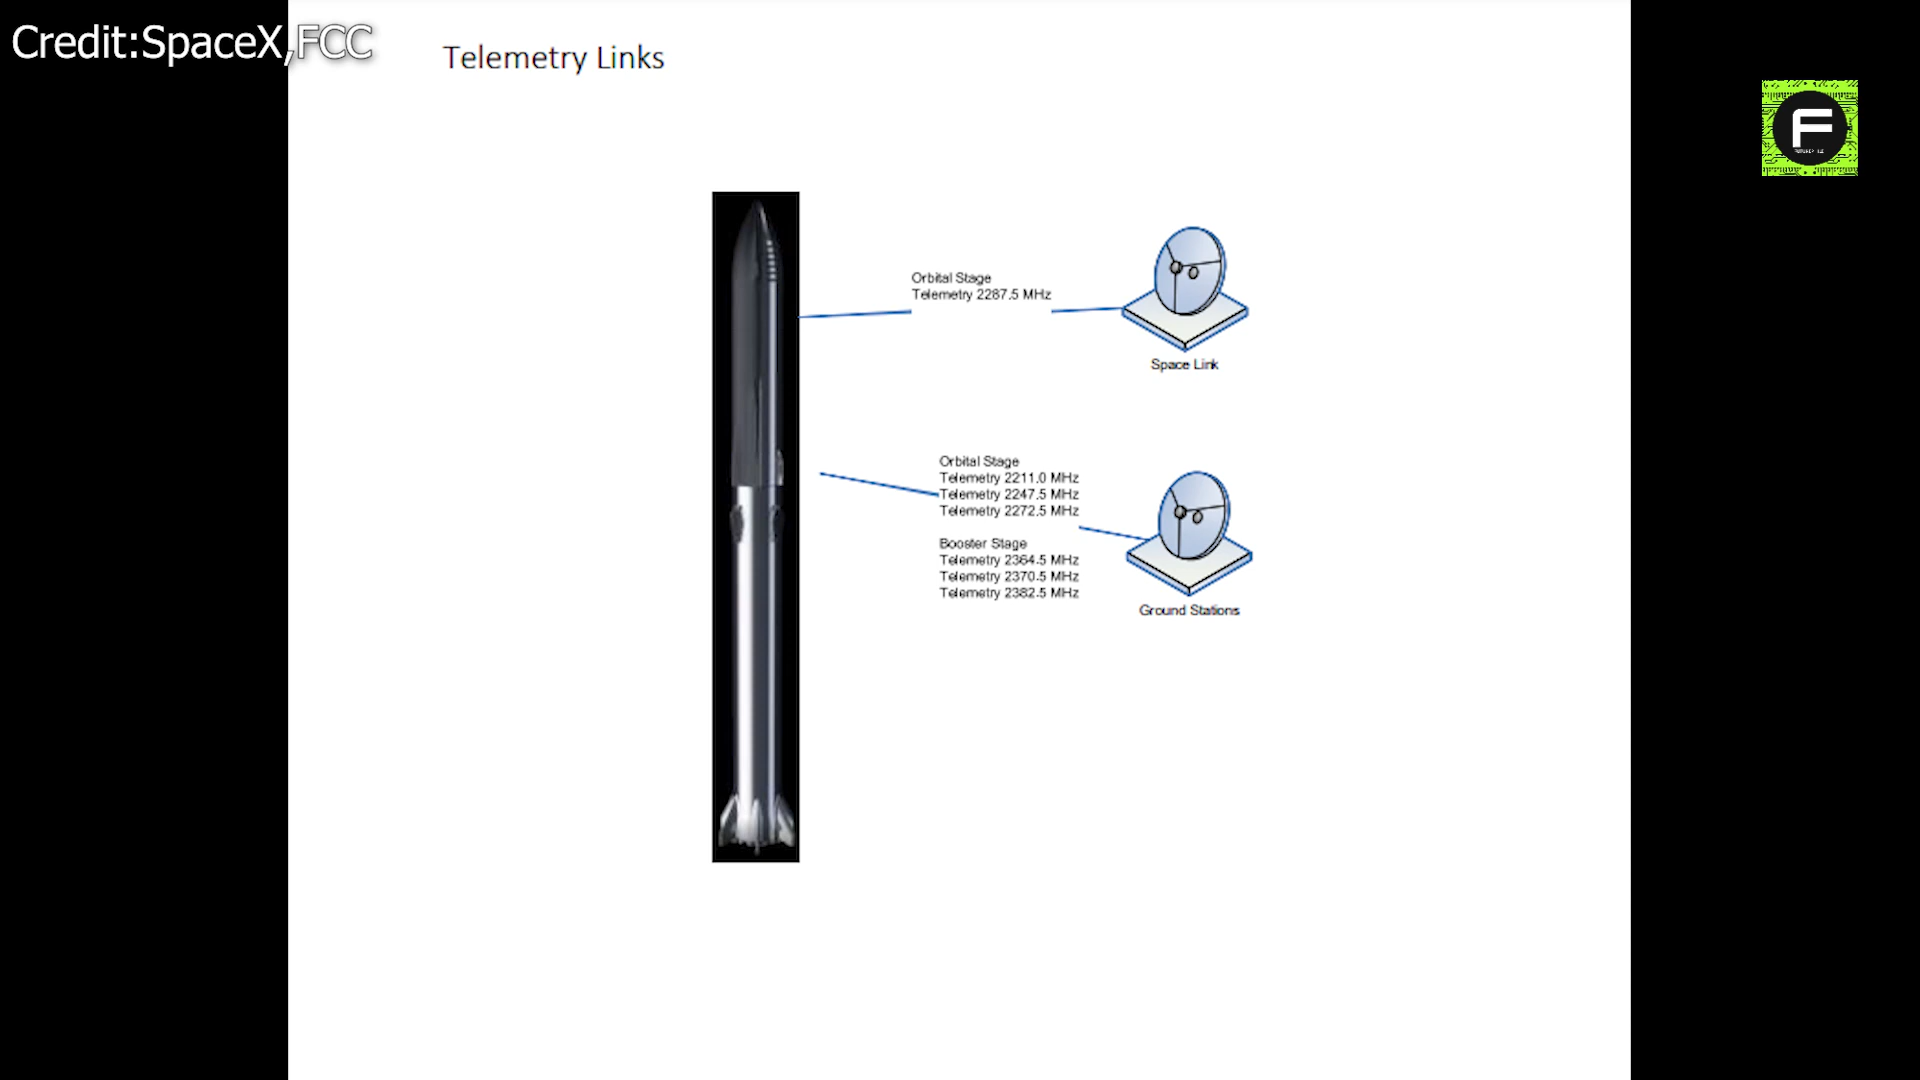 Credit:SpaceX,FCC
Telemetry Links
F
Orbital Stage
Telemetry 2287.5 MHz
Space Link
Orbital Stage
Telemetry 2211.0 MHz
Telemetry 2247.5 MHz
Telemetry 2272.5 MHz
Booster Stage
Telemetry 2364.5 MHz
Telemetry 2370.5 MHz
Telemetry 2382.5 MHz
Ground Stations